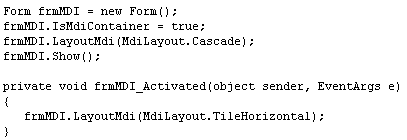 Form frmMDI = new Form();
frmMDI.IsMdiContainer = true;
frmMDI.LayoutMdi(MdiLayout.Cascade);
frmMDI.Show();

private void frmMDI_Activated(object sender, EventArgs e)
{
    frmMDI.LayoutMdi(MdiLayout.TileHorizontal);
}